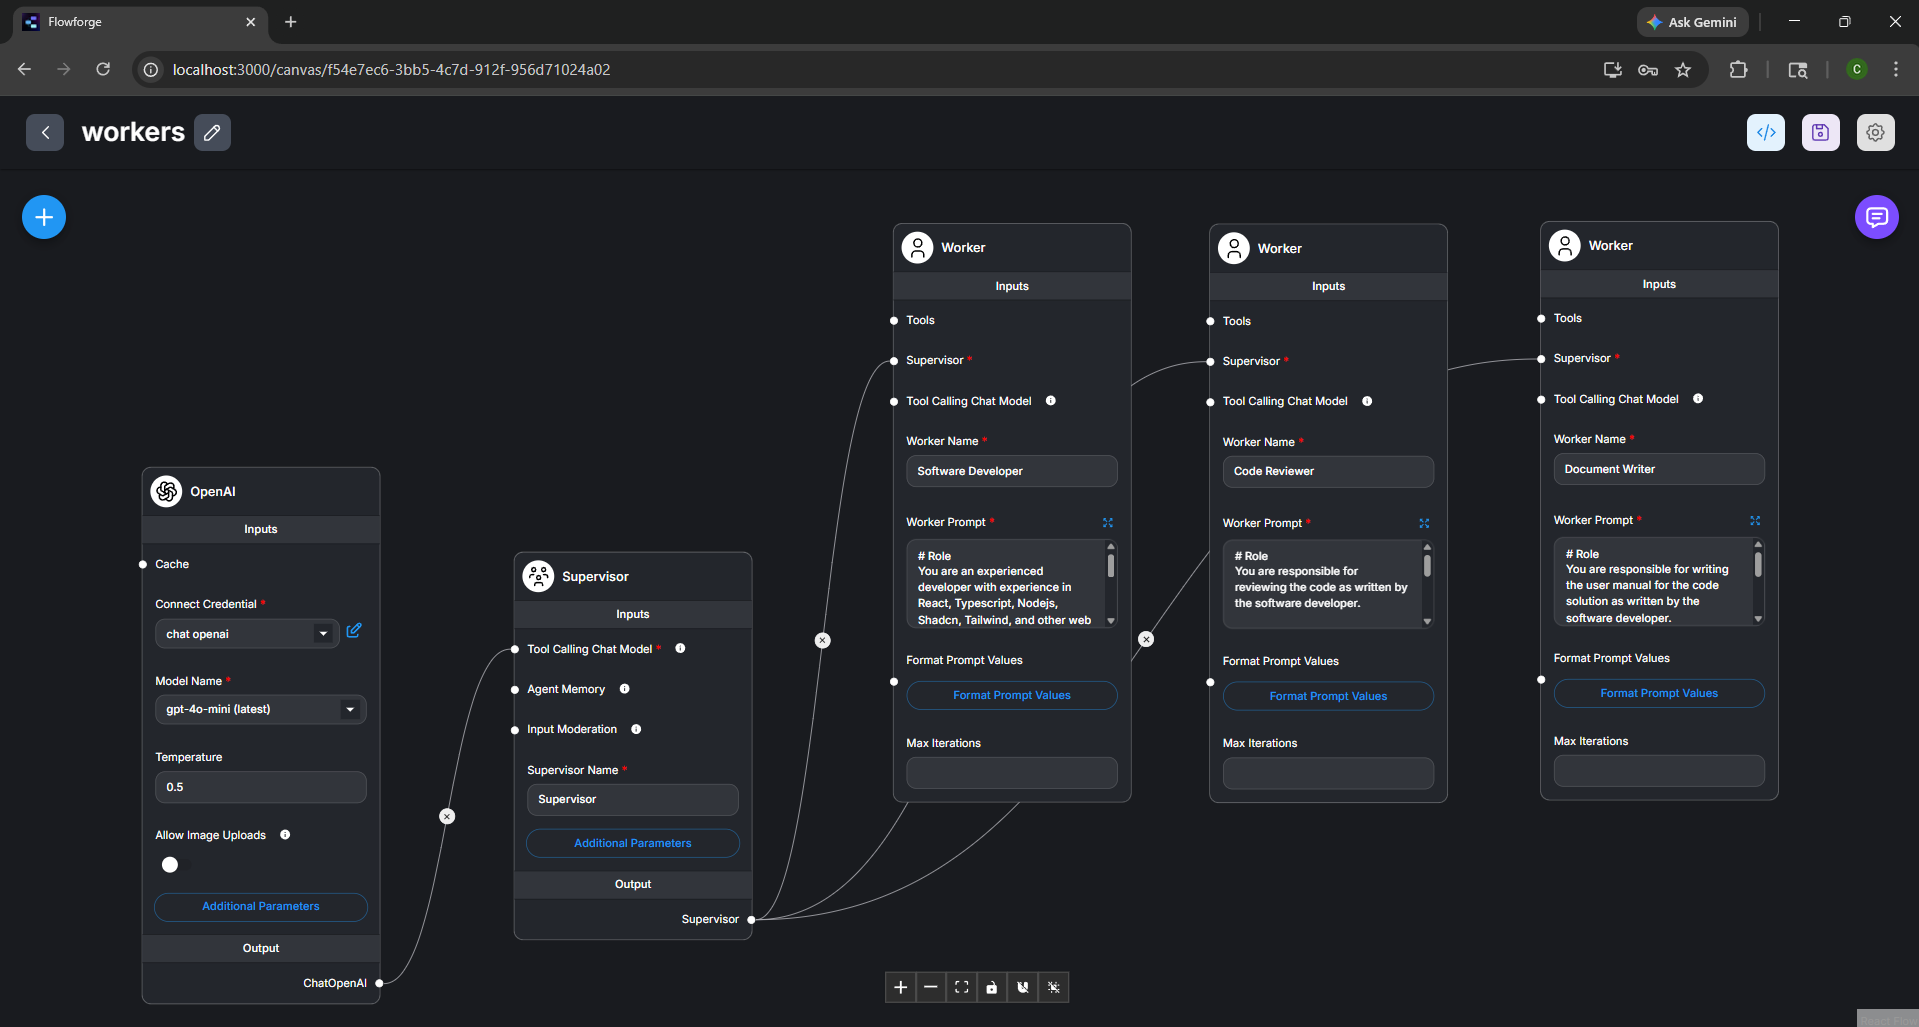 Flowforge
Ask Gemini
localhost:3000/canvas/f54e7ec6-3bb5-4c7d-912f-956d71024a02
C
workers
</>
OpenAI
Inputs
Cache
Connect Credential *
chat openai
Model Name *
gpt-4o-mini (latest)
Temperature
0.5
Allow Image Uploads
Additional Parameters
Output
ChatOpenAI
Supervisor
Inputs
Tool Calling Chat Model *
Agent Memory
Input Moderation
Supervisor Name *
Supervisor
Additional Parameters
Output
Supervisor
Worker
Inputs
Tools
Supervisor *
Tool Calling Chat Model
Worker Name *
Software Developer
Worker Prompt *
# Role
You are an experienced
developer with experience in
React, Typescript, Nodejs,
Shadcn, Tailwind, and other web
Format Prompt Values
Format Prompt Values
Max Iterations
Worker
Inputs
Tools
Supervisor *
Tool Calling Chat Model
Worker Name *
Code Reviewer
Worker Prompt *
# Role
You are responsible for
reviewing the code as written by
the software developer.
Format Prompt Values
Format Prompt Values
Max Iterations
Worker
Inputs
Tools
Supervisor *
Tool Calling Chat Model
Worker Name *
Document Writer
Worker Prompt *
# Role
You are responsible for writing
the user manual for the code
solution as written by the
software developer.
Format Prompt Values
Format Prompt Values
Max Iterations
React Flow